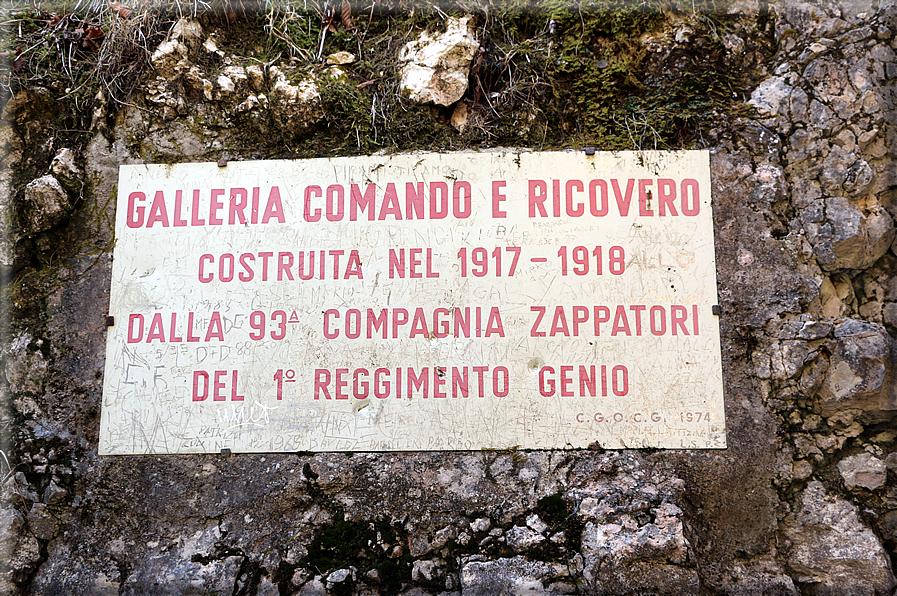 GALLERIA COMANDO E RICOVERO
COSTRUITA NEL 1917-1918
DALLA 93ª COMPAGNIA ZAPPATORI
DEL 1º REGGIMENTO GENIO
C.G.O.C.G. 1974